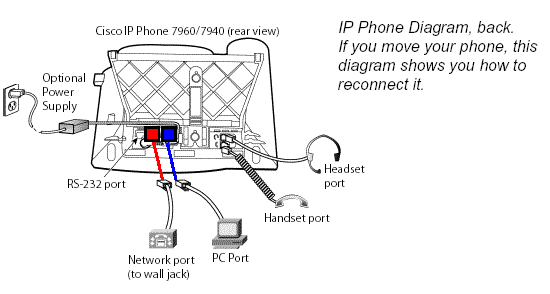 Cisco IP Phone 7960/7940 (rear view)
IP Phone Diagram, back.
If you move your phone, this
diagram shows you how to
reconnect it.
Optional
Power
Supply
RS-232 port
Headset
port
Handset port
Network port
(to wall jack)
PC Port